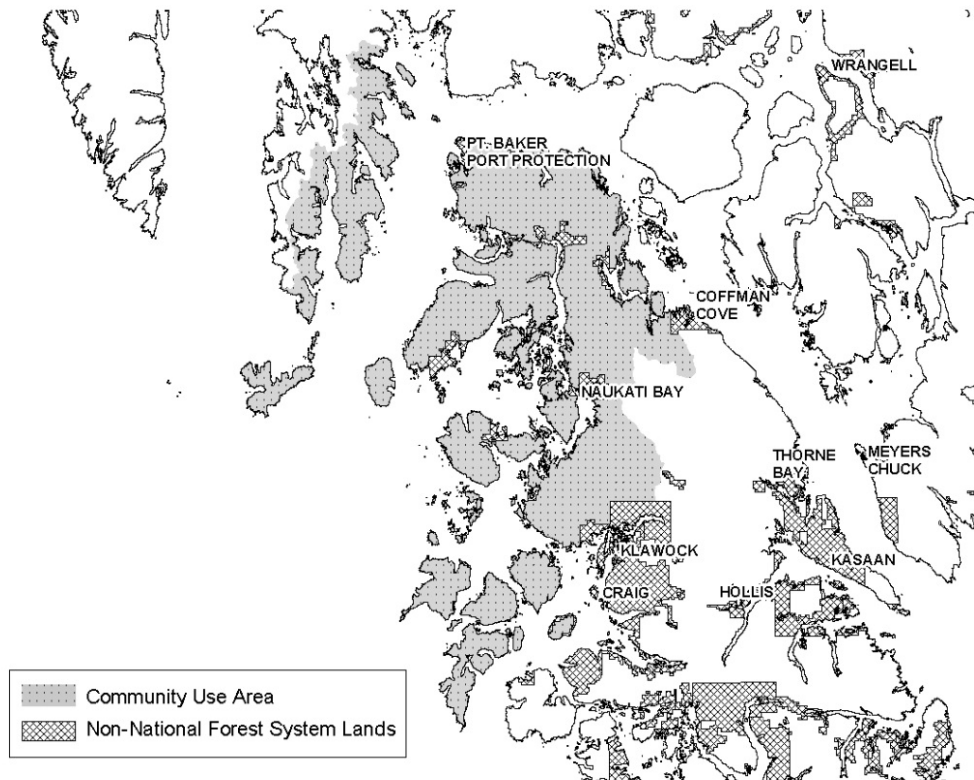 WRANGELL
PT. BAKER
PORT PROTECTION
COFFMAN
COVE
NAUKATI BAY
THORNE
BAY
MEYERS
CHUCK
KLAWOCK
KASAAN
CRAIG
HOLLIS
Community Use Area
Non-National Forest System Lands